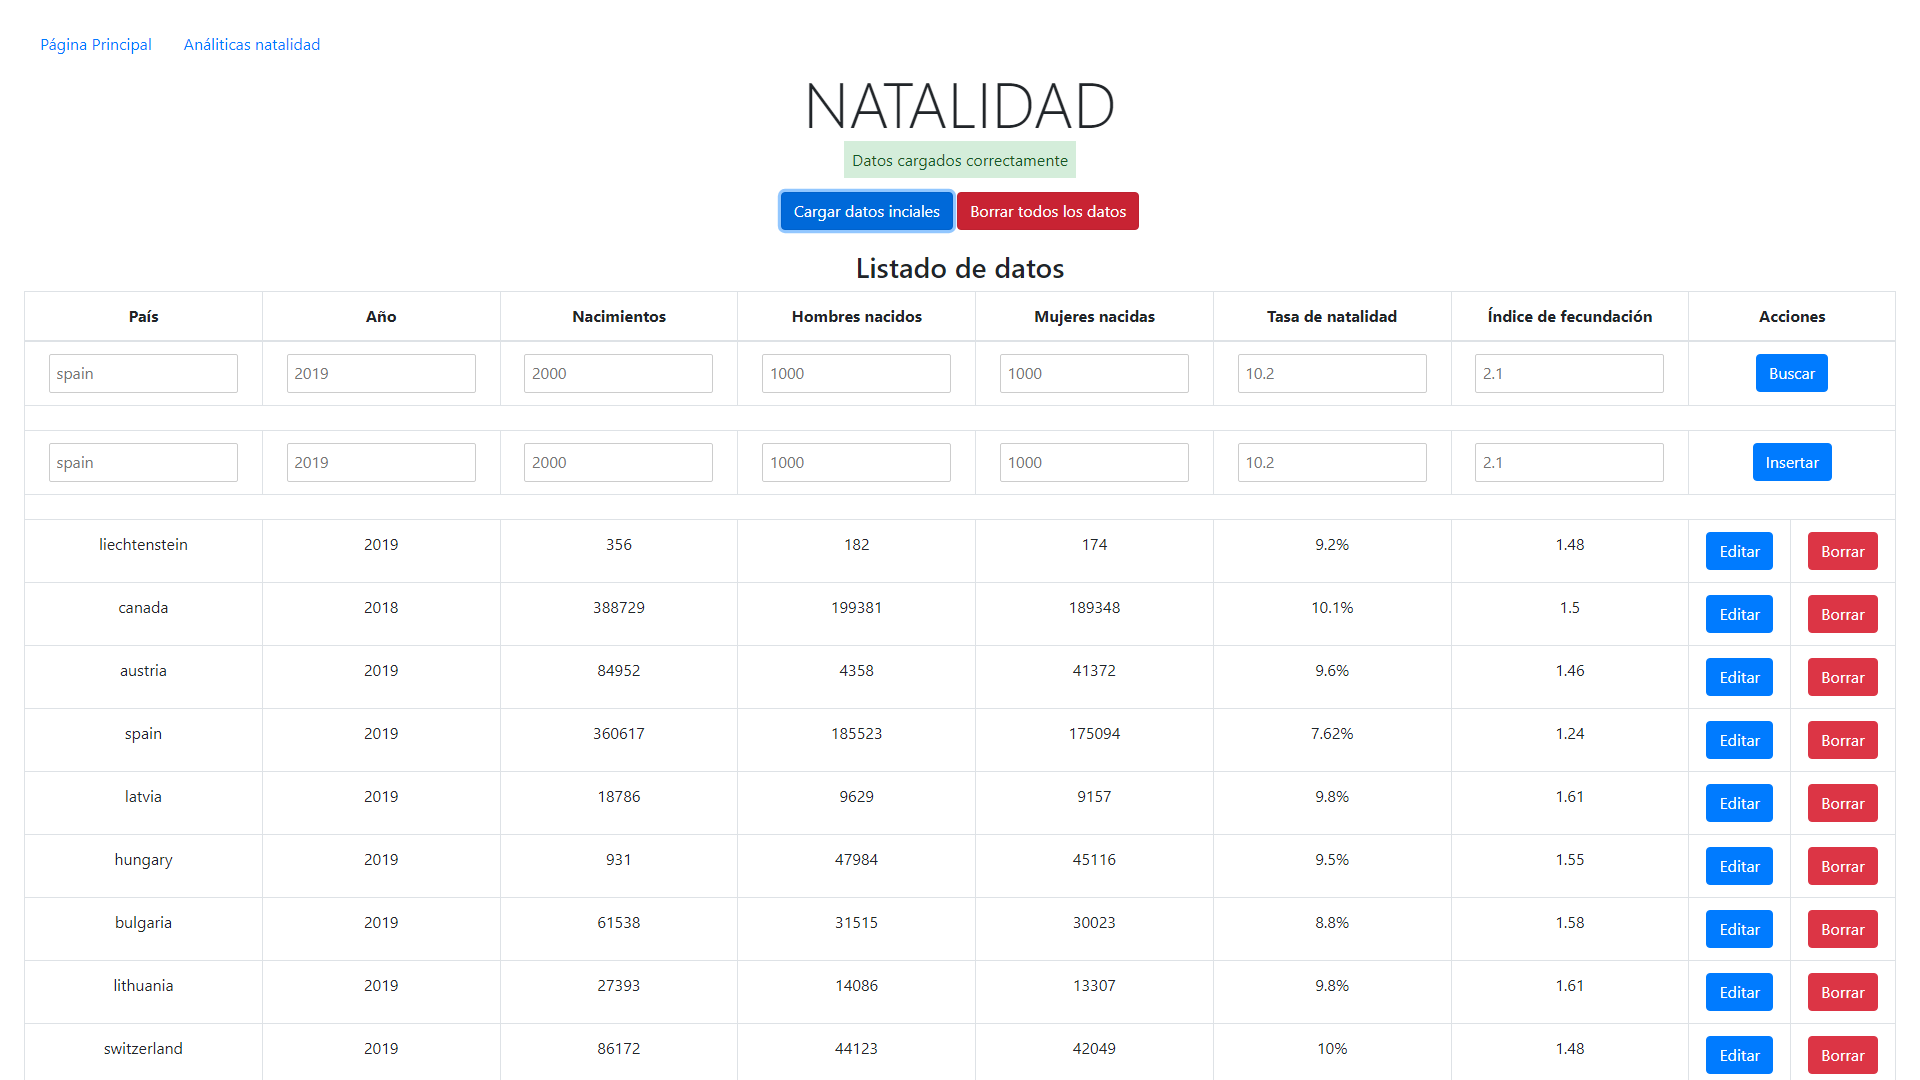 Página Principal Análiticas natalidad
NATALIDAD
Datos cargados correctamente
Cargar datos inciales Borrar todos los datos
Listado de datos
País Año Nacimientos Hombres nacidos Mujeres nacidas Tasa de natalidad Índice de fecundación Acciones
spain 2019 2000 1000 1000 10.2 2.1 Buscar
spain 2019 2000 1000 1000 10.2 2.1 Insertar
liechtenstein 2019 356 182 174 9.2% 1.48 Editar Borrar
canada 2018 388729 199381 189348 10.1% 1.5 Editar Borrar
austria 2019 84952 4358 41372 9.6% 1.46 Editar Borrar
spain 2019 360617 185523 175094 7.62% 1.24 Editar Borrar
latvia 2019 18786 9629 9157 9.8% 1.61 Editar Borrar
hungary 2019 931 47984 45116 9.5% 1.55 Editar Borrar
bulgaria 2019 61538 31515 30023 8.8% 1.58 Editar Borrar
lithuania 2019 27393 14086 13307 9.8% 1.61 Editar Borrar
switzerland 2019 86172 44123 42049 10% 1.48 Editar Borrar